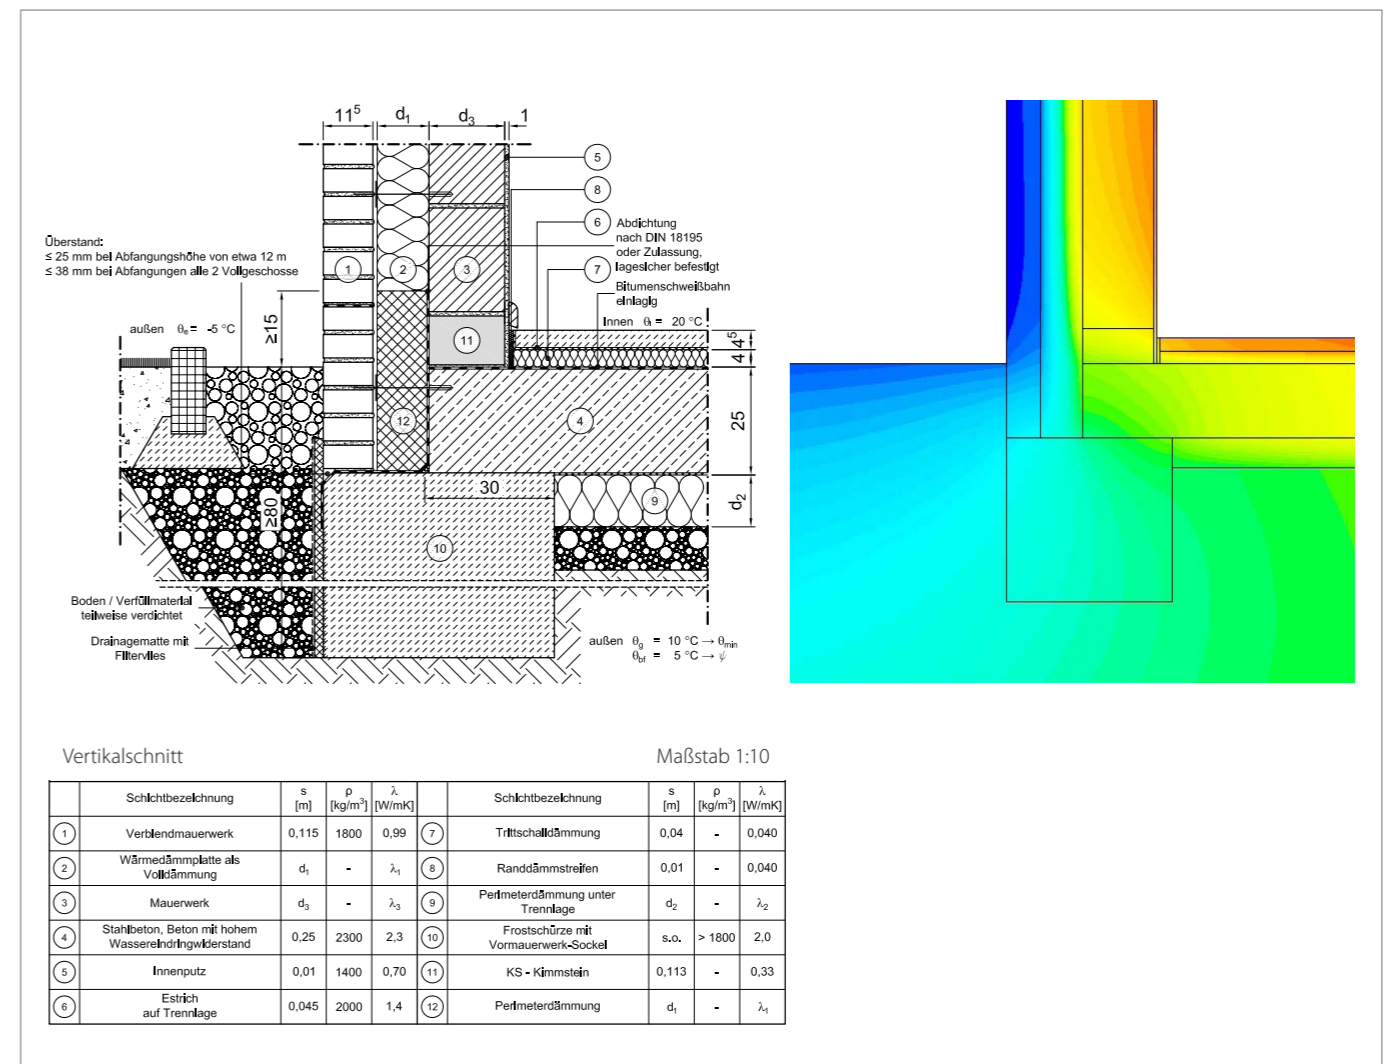 11⁵ d₁ d₃ 1
5
8
6 Abdichtung
nach DIN 18195
oder Zulassung,
lagesicher befestigt
7
Bitumenschweißbahn
einlagig
Überstand:
≤ 25 mm bei Abfangungshöhe von etwa 12 m
≤ 38 mm bei Abfangungen alle 2 Vollgeschosse
1 2 3
außen θₑ = -5 °C
≥15
Innen θᵢ = 20 °C
11
4 4⁵
12 4
25
30
9
d₂
≥80
10
Boden / Verfüllmaterial
teilweise verdichtet
Drainagematte mit
Filtervlies
außen θg = 10 °C → θmin
θbf = 5 °C → ψ
Vertikalschnitt Maßstab 1:10
Schichtbezeichnung s [m] ρ [kg/m³] λ [W/mK] Schichtbezeichnung s [m] ρ [kg/m³] λ [W/mK]
1 Verblendmauerwerk 0,115 1800 0,99 7 Trittschalldämmung 0,04 - 0,040
2 Wärmedämmplatte als Volldämmung d₁ - λ₁ 8 Randdämmstreifen 0,01 - 0,040
3 Mauerwerk d₃ - λ₃ 9 Perimeterdämmung unter Trennlage d₂ - λ₂
4 Stahlbeton, Beton mit hohem Wassereindringwiderstand 0,25 2300 2,3 10 Frostschürze mit Vormauerwerk-Sockel s.o. > 1800 2,0
5 Innenputz 0,01 1400 0,70 11 KS - Kimmstein 0,113 - 0,33
6 Estrich auf Trennlage 0,045 2000 1,4 12 Perimeterdämmung d₁ - λ₁